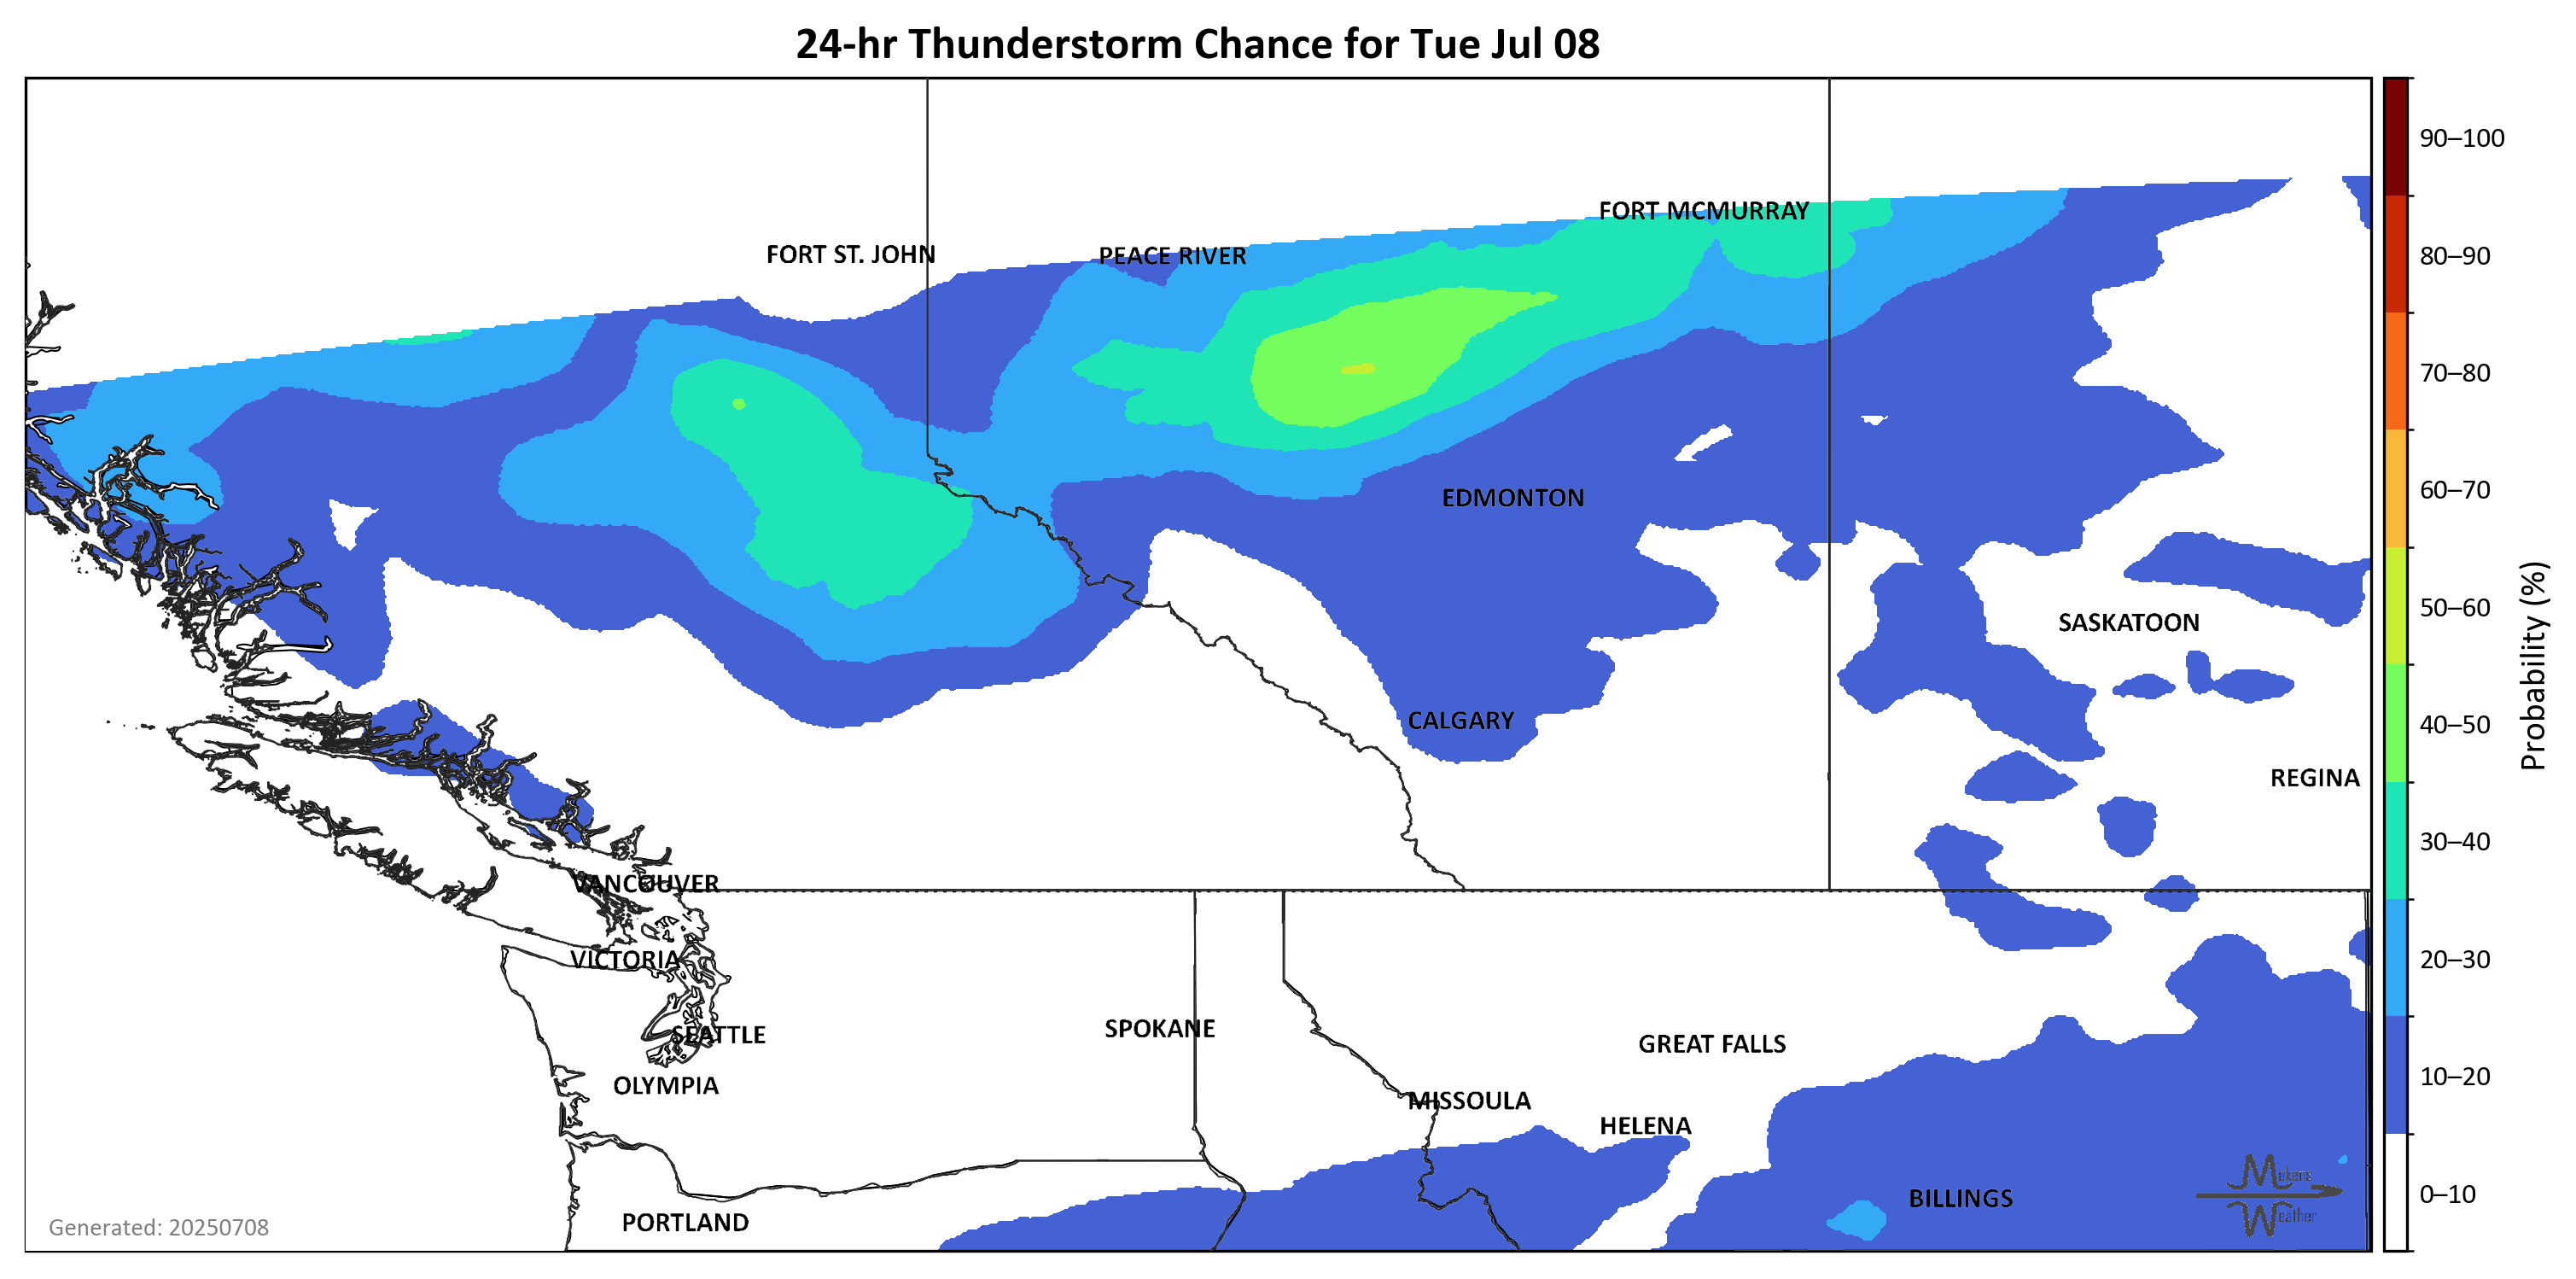 24-hr Thunderstorm Chance for Tue Jul 08
90–100
FORT MCMURRAY
FORT ST. JOHN
PEACE RIVER
80–90
70–80
60–70
EDMONTON
50–60
SASKATOON
CALGARY
40–50
REGINA
Probability (%)
30–40
VANCOUVER
VICTORIA
20–30
SPOKANE
SEATTLE
GREAT FALLS
OLYMPIA
10–20
MISSOULA
HELENA
Mekens
Weather
0–10
BILLINGS
PORTLAND
Generated: 20250708